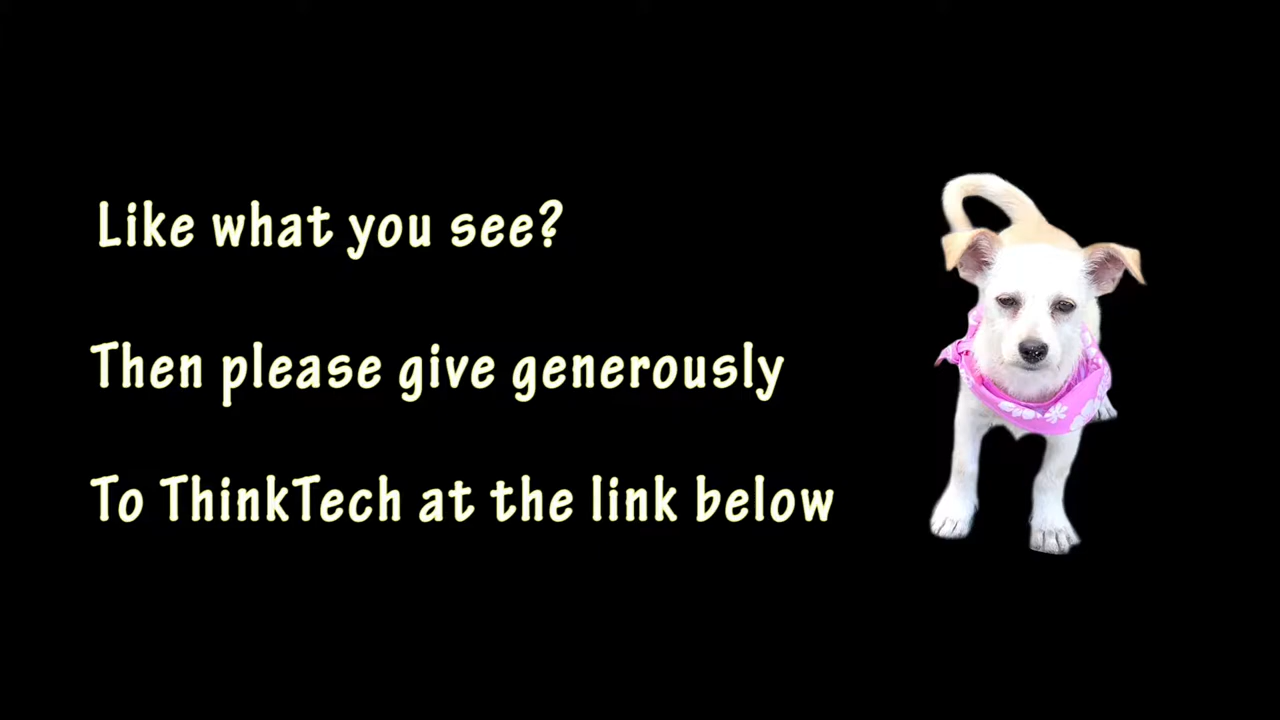 Like what you see?
Then please give generously
To ThinkTech at the link below